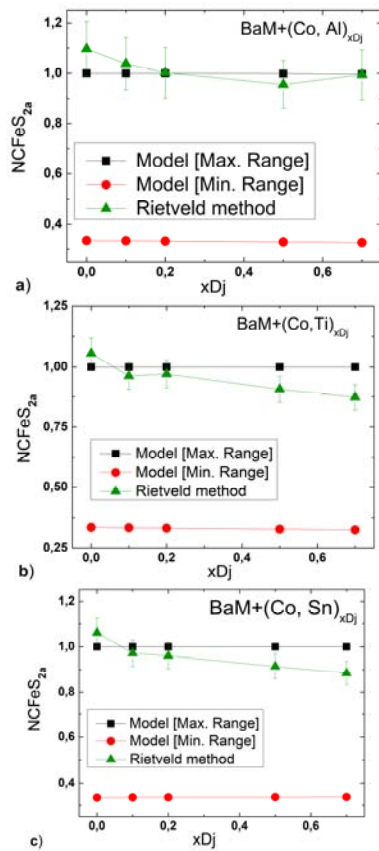 BaM+(Co, Al)xDj
1,2
1,0
0,8
0,6
0,4
NCFeS2a
Model [Max. Range]
Model [Min. Range]
Rietveld method
0,0 0,2 0,4 0,6
xDj
a)
BaM+(Co,Ti)xDj
1,25
1,00
0,75
0,50
0,25
NCFeS2a
Model [Max. Range]
Model [Min. Range]
Rietveld method
0,0 0,2 0,4 0,6
xDj
b)
BaM+(Co, Sn)xDj
1,2
1,0
0,8
0,6
0,4
NCFeS2a
Model [Max. Range]
Model [Min. Range]
Rietveld method
0,0 0,2 0,4 0,6
xDj
c)